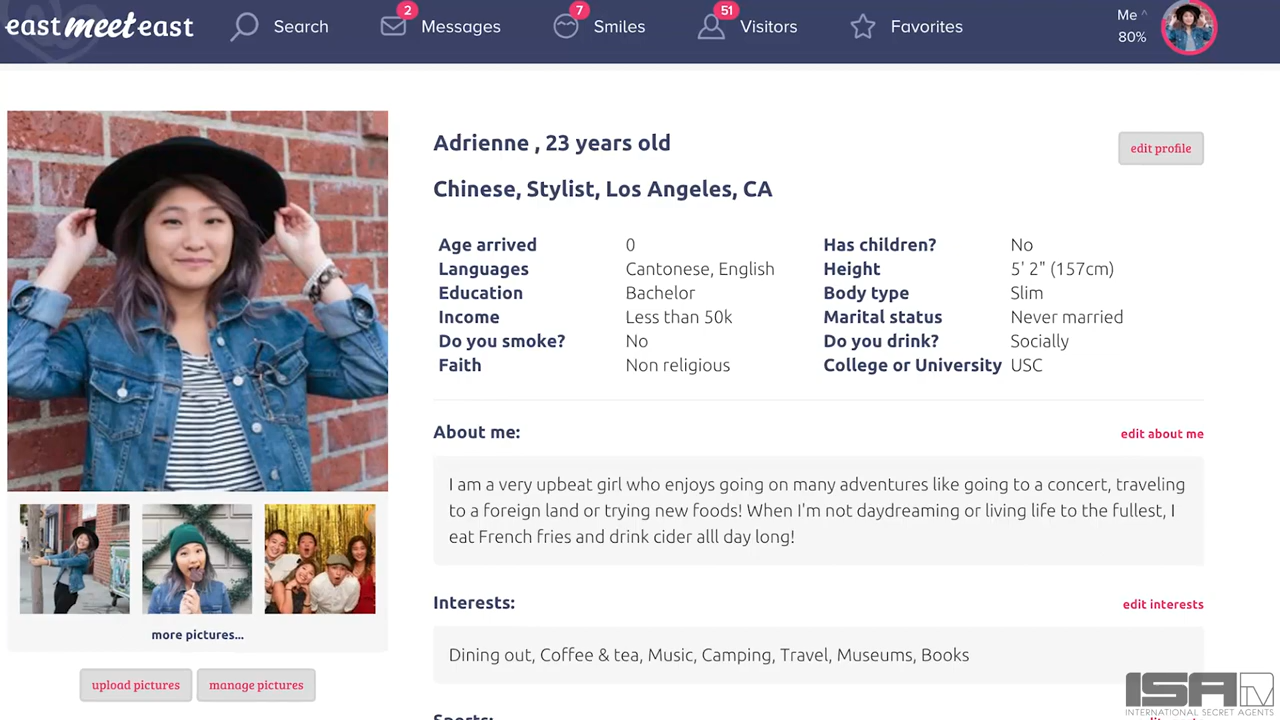 eastmeeteast
Search
2
Messages
7
Smiles
51
Visitors
Favorites
Me ^
80%
Adrienne , 23 years old
edit profile
Chinese, Stylist, Los Angeles, CA
Age arrived 0 Has children? No
Languages Cantonese, English Height 5' 2" (157cm)
Education Bachelor Body type Slim
Income Less than 50k Marital status Never married
Do you smoke? No Do you drink? Socially
Faith Non religious College or University USC
About me:
edit about me
I am a very upbeat girl who enjoys going on many adventures like going to a concert, traveling
to a foreign land or trying new foods! When I'm not daydreaming or living life to the fullest, I
eat French fries and drink cider alll day long!
Interests:
edit interests
Dining out, Coffee & tea, Music, Camping, Travel, Museums, Books
more pictures...
upload pictures
manage pictures
ISATV
INTERNATIONAL SECRET AGENTS